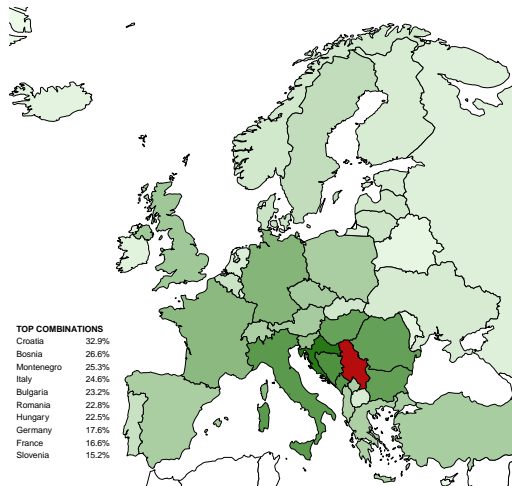 TOP COMBINATIONS
Croatia 32.9%
Bosnia 26.6%
Montenegro 25.3%
Italy 24.6%
Bulgaria 23.2%
Romania 22.8%
Hungary 22.5%
Germany 17.6%
France 16.6%
Slovenia 15.2%